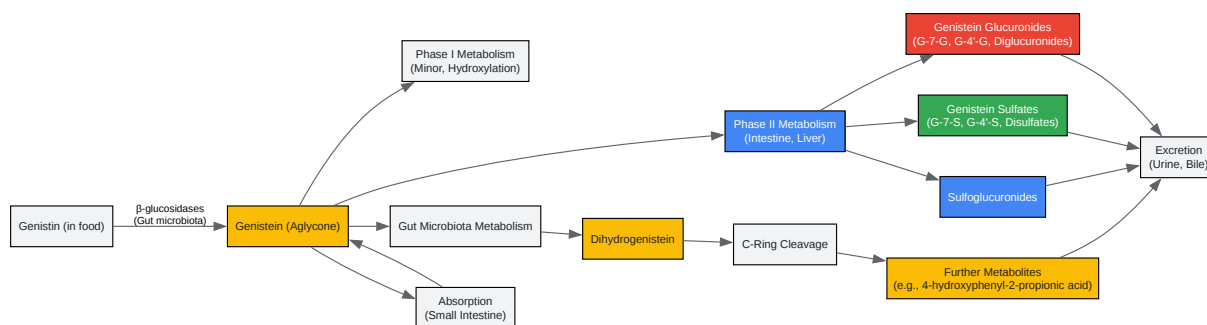 Genistein Glucuronides
(G-7-G, G-4'-G, Diglucuronides)
Phase I Metabolism
(Minor, Hydroxylation)
Genistein Sulfates
(G-7-S, G-4'-S, Disulfates)
Phase II Metabolism
(Intestine, Liver)
Excretion
(Urine, Bile)
Sulfoglucuronides
β-glucosidases
(Gut microbiota)
Genistin (in food)
Genistein (Aglycone)
Gut Microbiota Metabolism
Dihydrogenistein
C-Ring Cleavage
Further Metabolites
(e.g., 4-hydroxyphenyl-2-propionic acid)
Absorption
(Small Intestine)